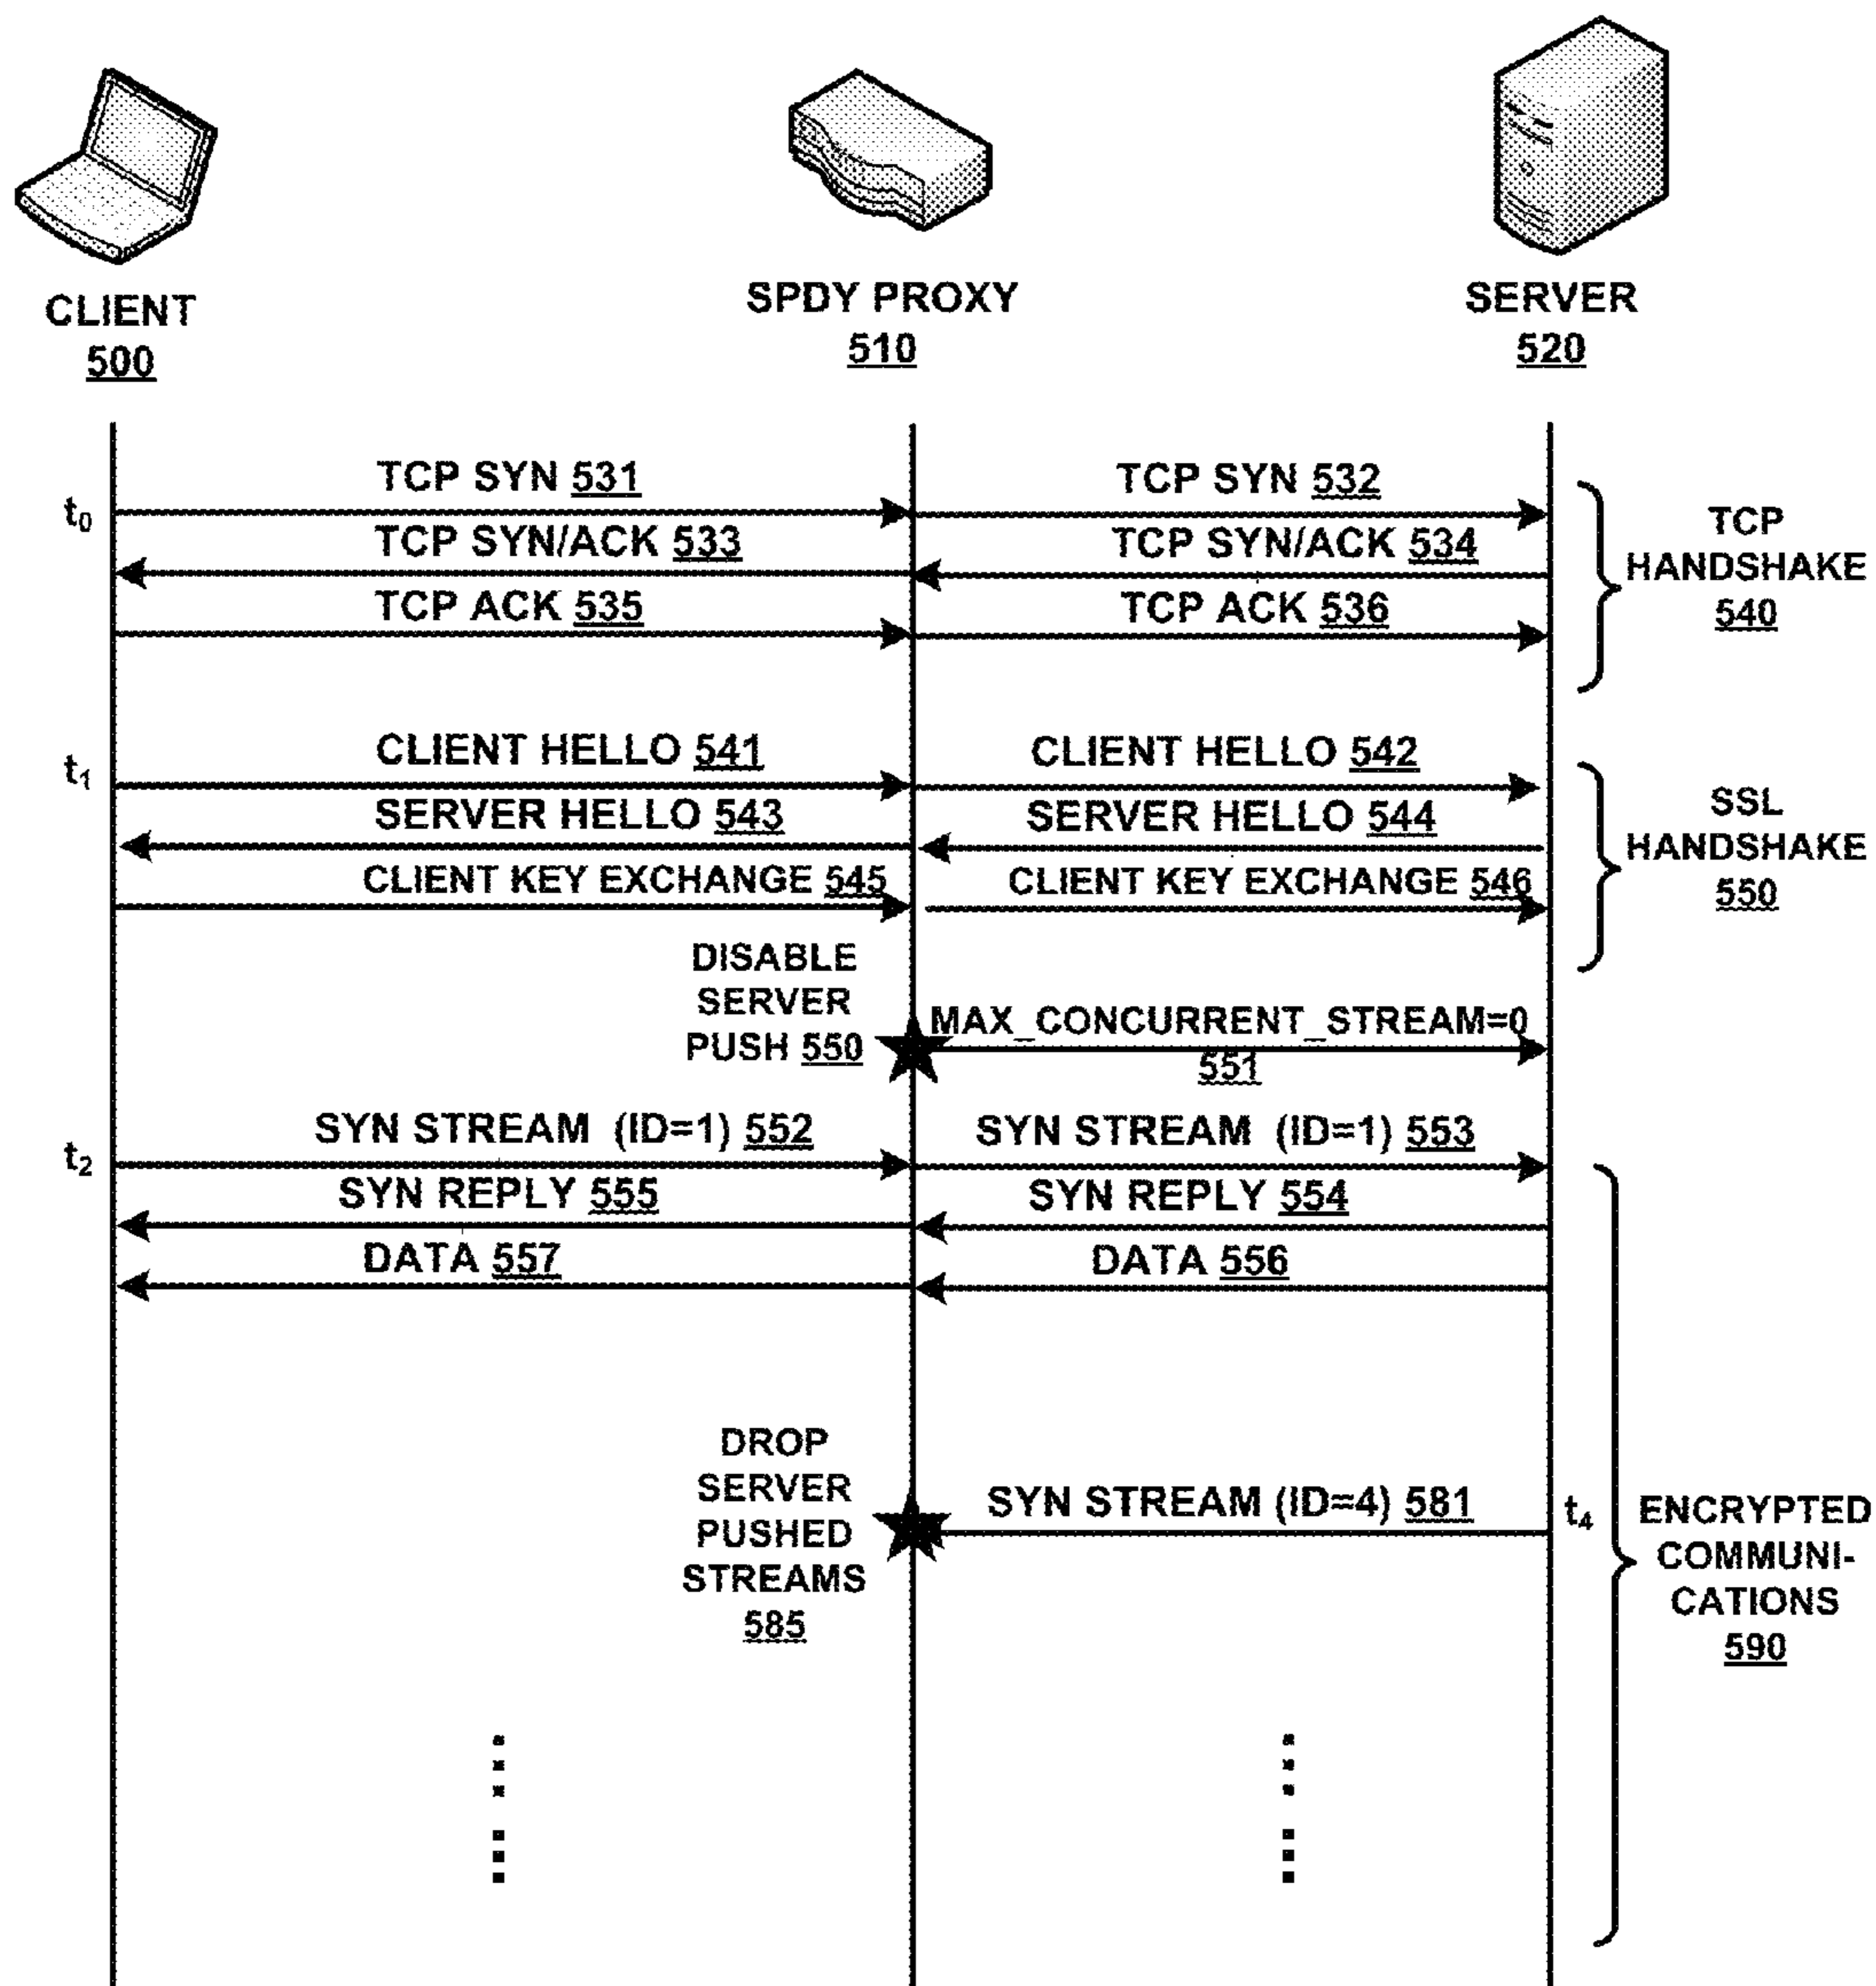 CLIENT
500
SPDY PROXY
510
SERVER
520
TCP SYN 531
TCP SYN 532
t0
TCP SYN/ACK 533
TCP SYN/ACK 534
TCP ACK 535
TCP ACK 536
TCP
HANDSHAKE
540
CLIENT HELLO 541
CLIENT HELLO 542
t1
SERVER HELLO 543
SERVER HELLO 544
CLIENT KEY EXCHANGE 545
CLIENT KEY EXCHANGE 546
SSL
HANDSHAKE
550
DISABLE
SERVER
PUSH 550
MAX_CONCURRENT_STREAM=0
551
SYN STREAM (ID=1) 552
SYN STREAM (ID=1) 553
t2
SYN REPLY 555
SYN REPLY 554
DATA 557
DATA 556
DROP
SERVER
PUSHED
STREAMS
585
SYN STREAM (ID=4) 581
t4
ENCRYPTED
COMMUNI-
CATIONS
590